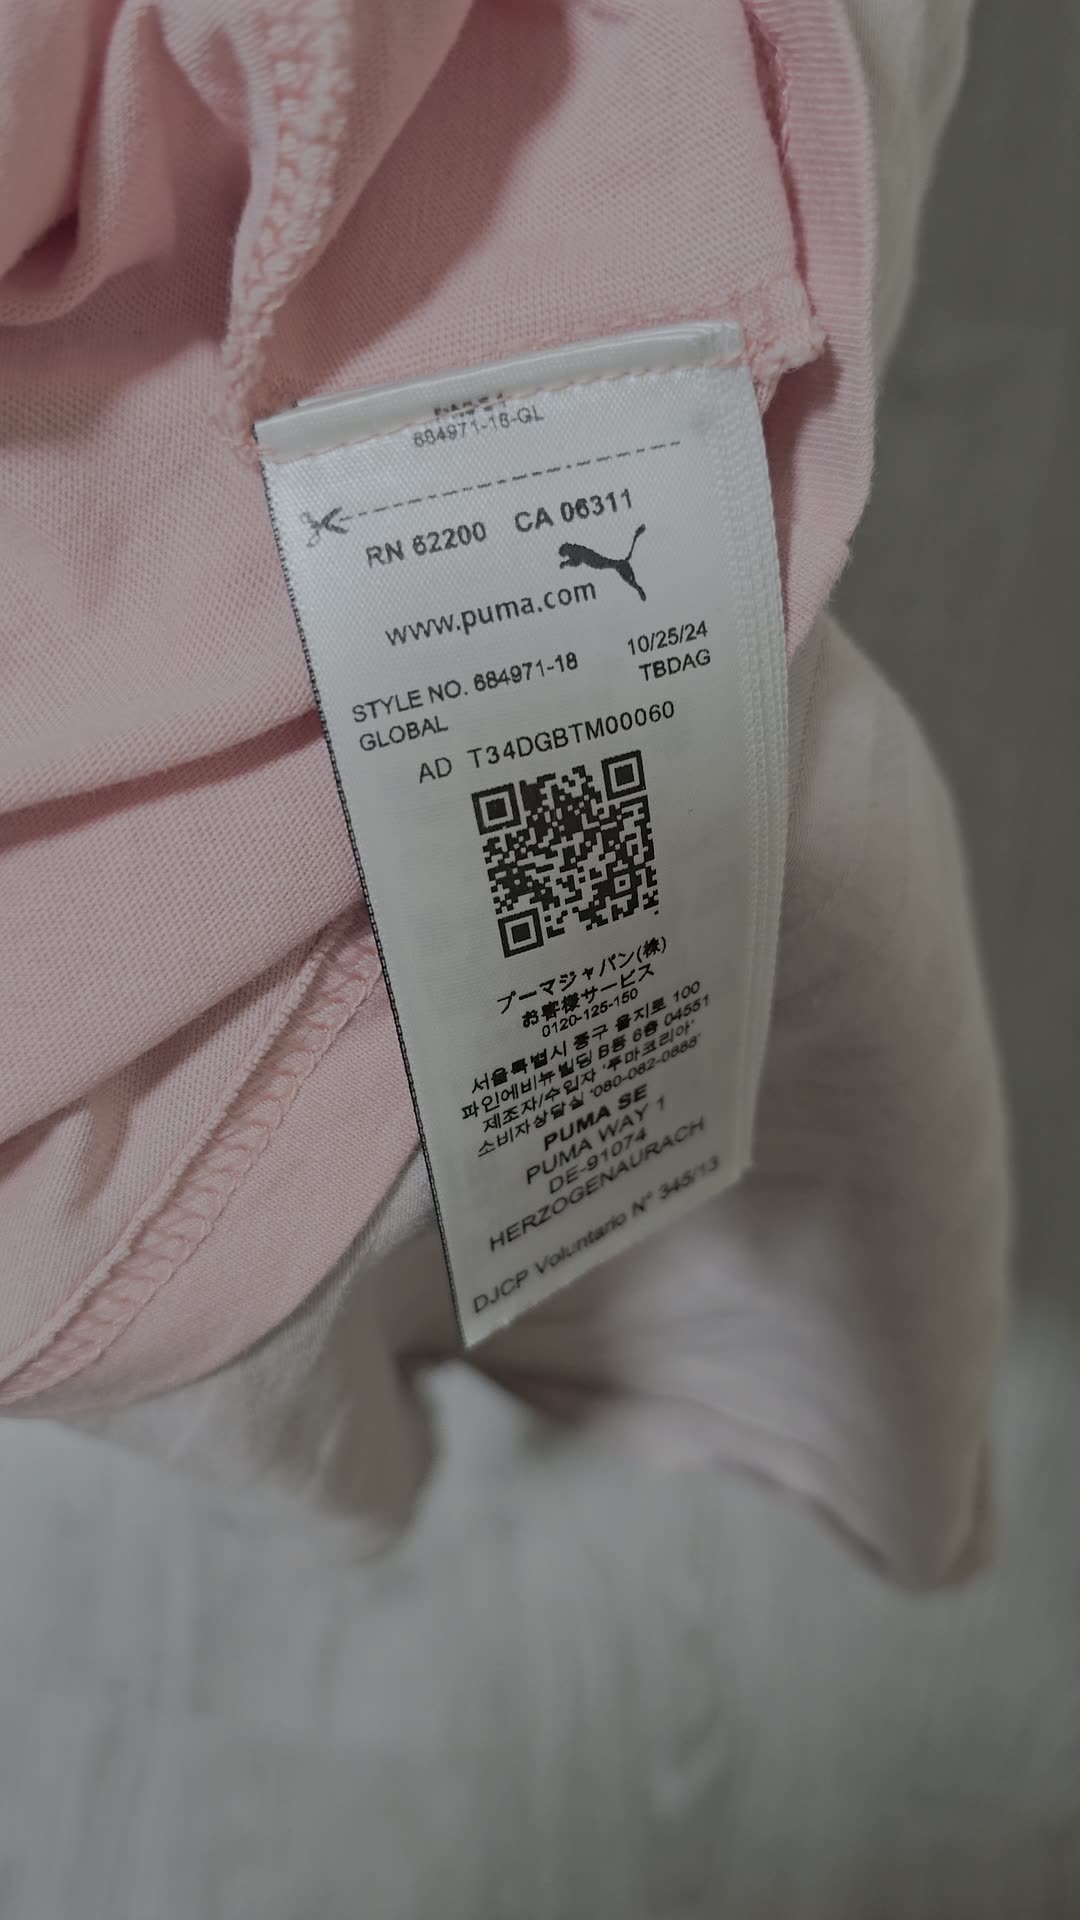 684971-18-GL
RN 62200 CA 06311
www.puma.com
STYLE NO. 684971-18 10/25/24
GLOBAL TBDAG
AD T34DGBTM00060
プーマジャパン(株)
お客様サービス
0120-125-150
서울특별시 중구 을지로 100
파인에비뉴빌딩 B동 6층 04551
제조자/수입자 '푸마코리아'
소비자상담실 '080-082-0888'
PUMA SE
PUMA WAY 1
DE-91074
HERZOGENAURACH
DJCP Voluntario N° 345/13